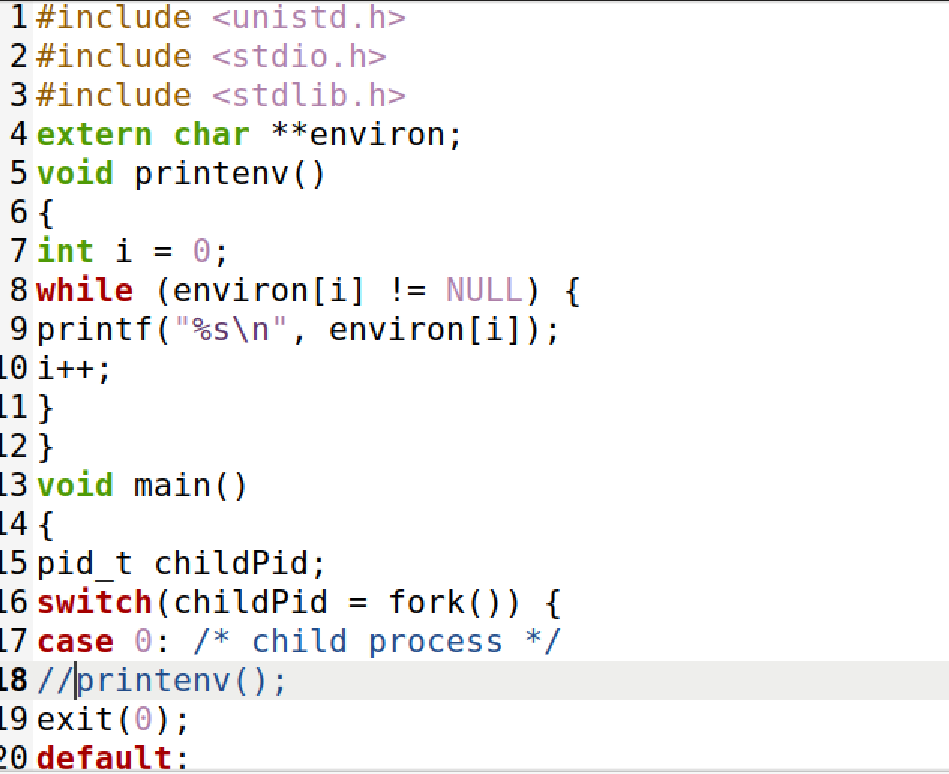 1 #include <unistd.h>
2 #include <stdio.h>
3 #include <stdlib.h>
4 extern char **environ;
5 void printenv()
6 {
7 int i = 0;
8 while (environ[i] != NULL) {
9 printf("%s\n", environ[i]);
10 i++;
11 }
12 }
13 void main()
14 {
15 pid_t childPid;
16 switch(childPid = fork()) {
17 case 0: /* child process */
18 //printenv();
19 exit(0);
20 default: